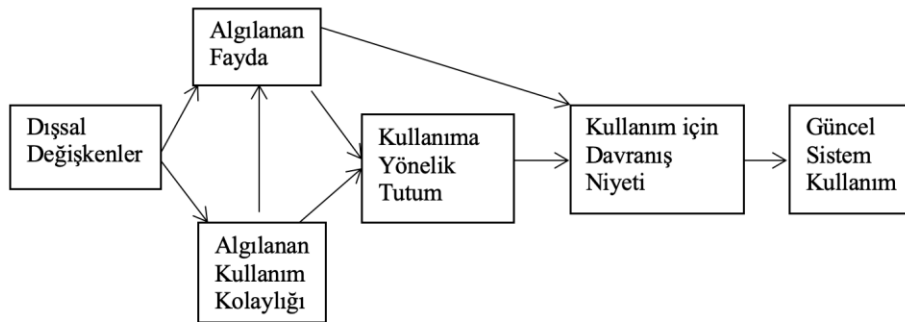 Algılanan
Fayda
Dışsal
Değişkenler
Kullanıma
Yönelik
Tutum
Kullanım için
Davranış
Niyeti
Güncel
Sistem
Kullanım
Algılanan
Kullanım
Kolaylığı